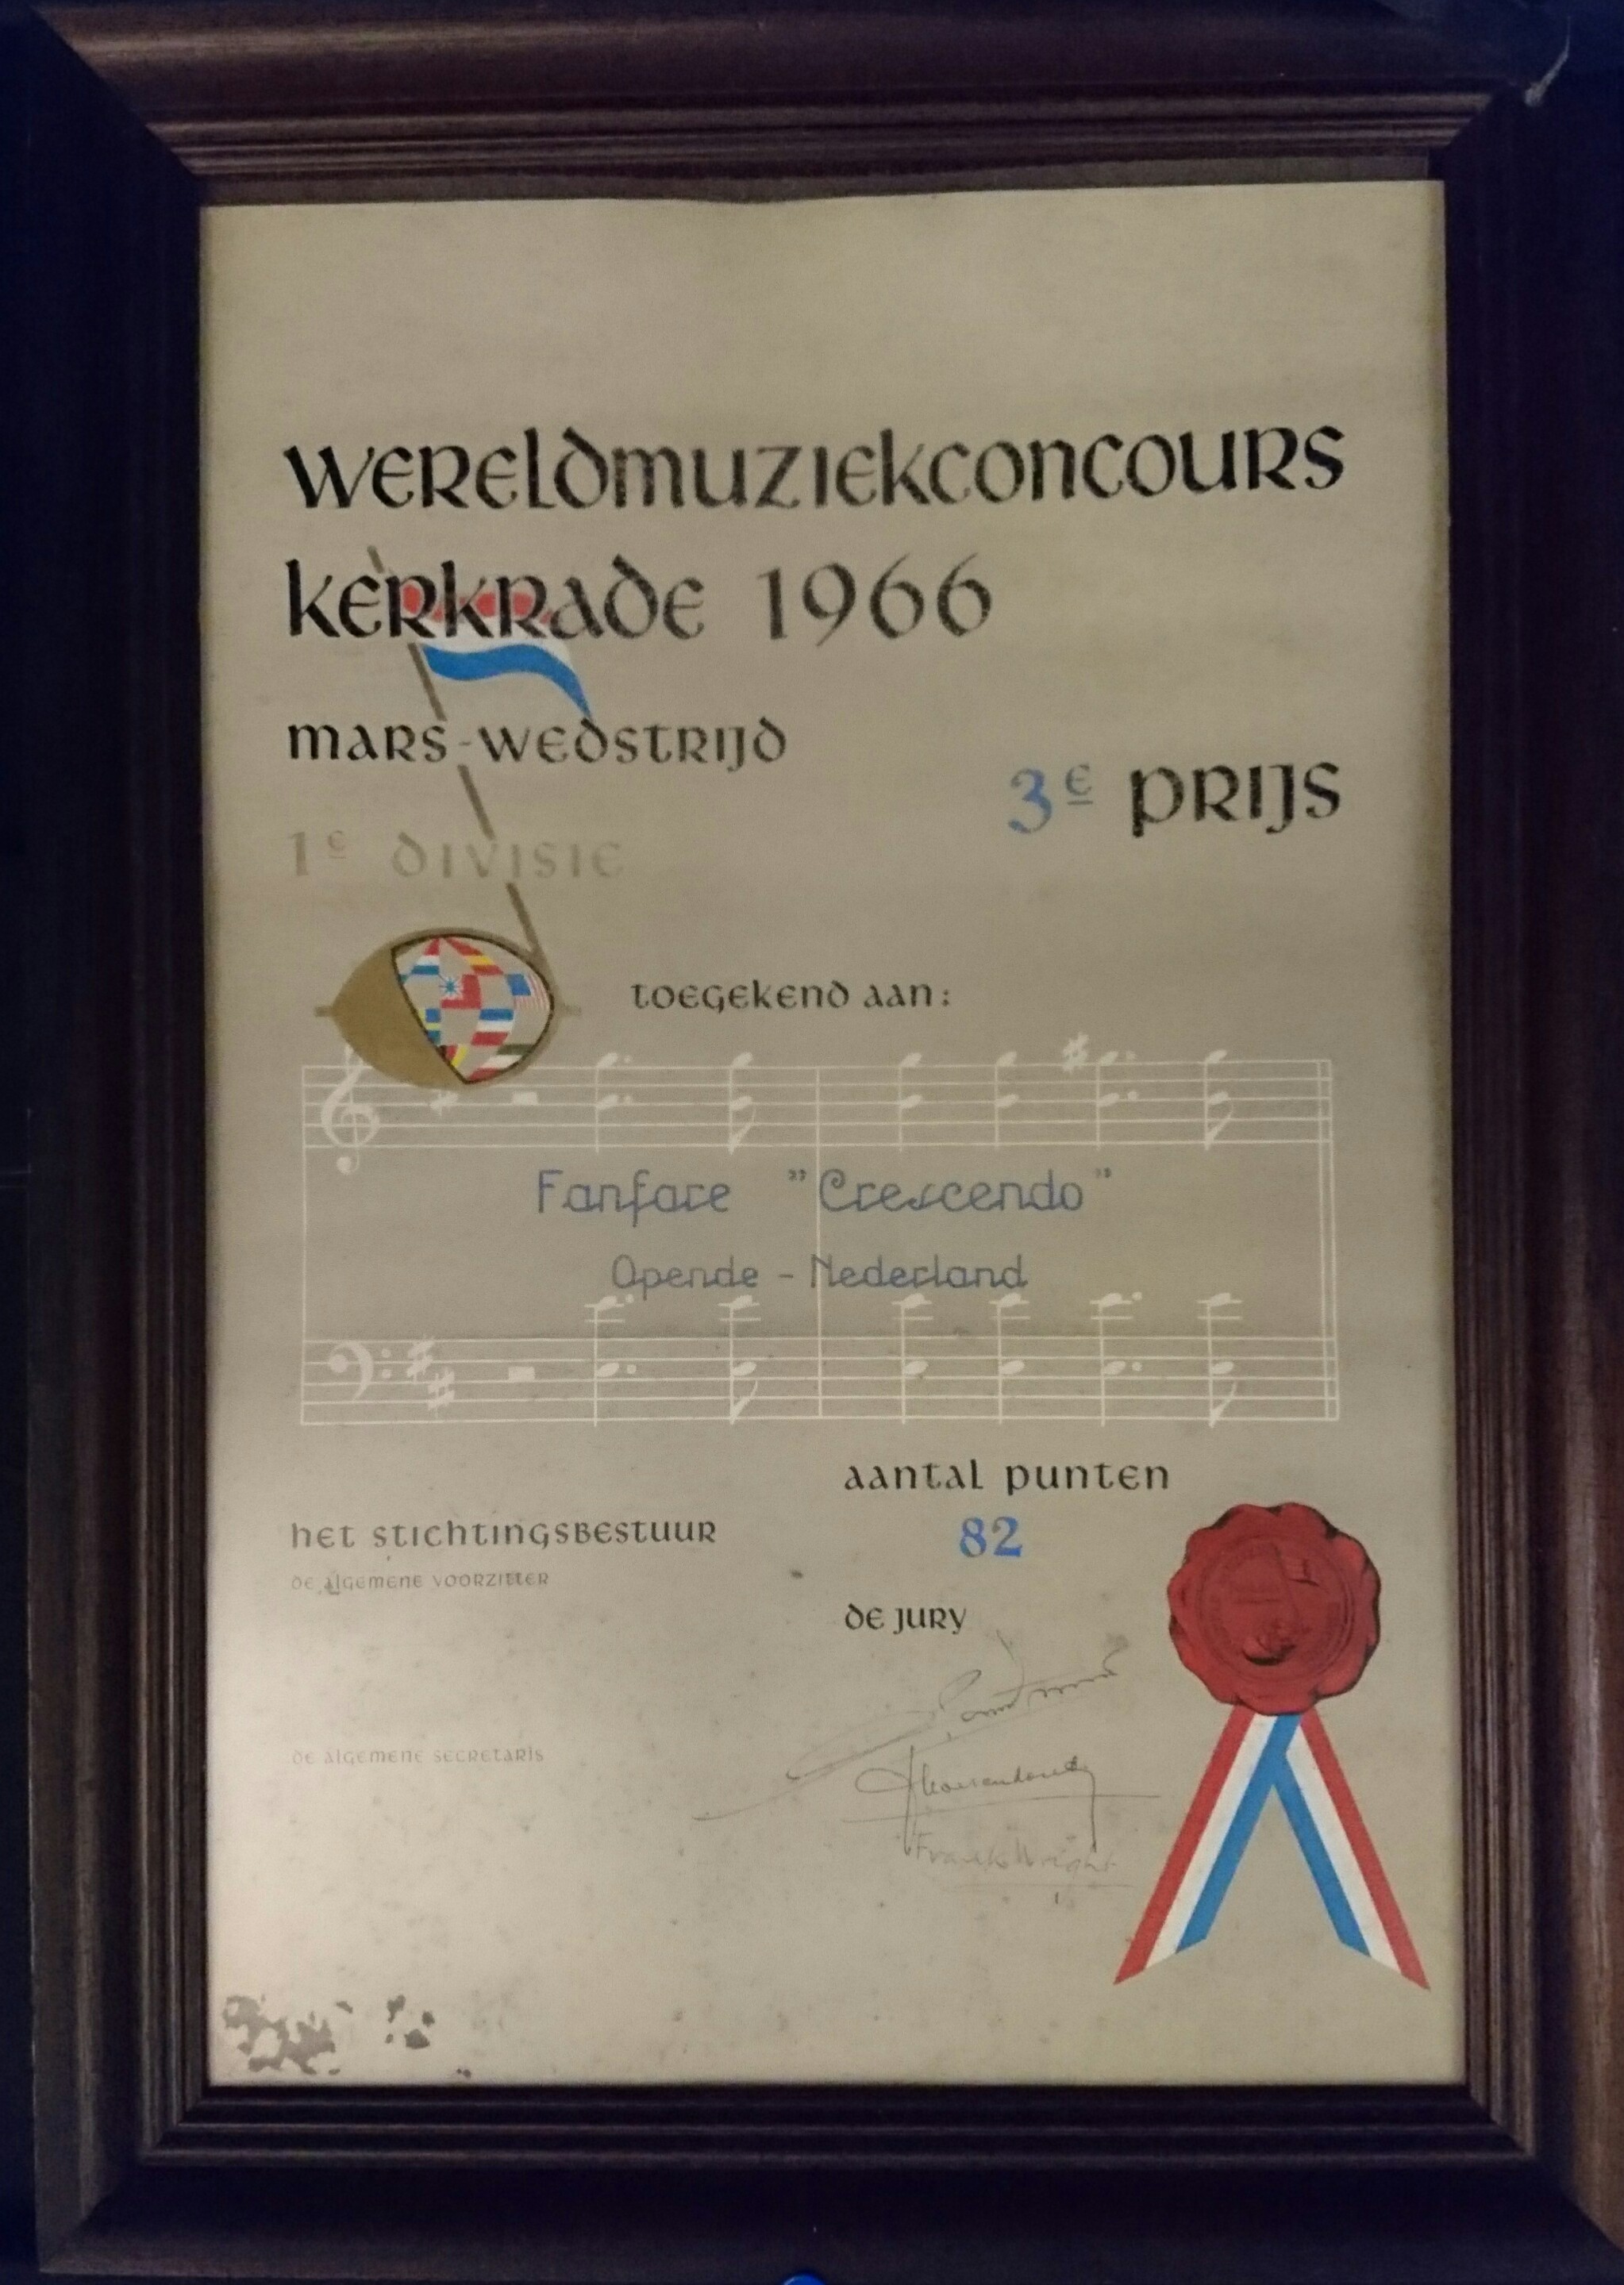 Wereldmuziekconcours
Kerkrade 1966
mars-wedstrijd
3e prijs
1e divisie
toegekend aan:
Fanfare "Crescendo"
Opende - Nederland
aantal punten
het stichtingsbestuur
82
de algemene voorzitter
de jury
de algemene secretaris
Frank Wright